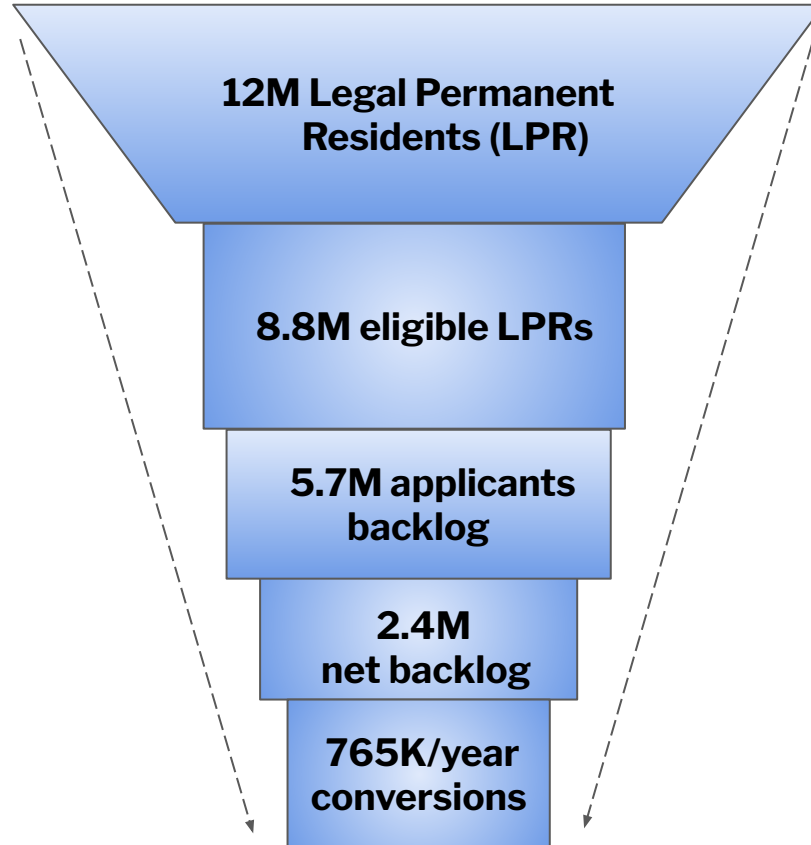 12M Legal Permanent
Residents (LPR)
8.8M eligible LPRs
5.7M applicants
backlog
2.4M
net backlog
765K/year
conversions